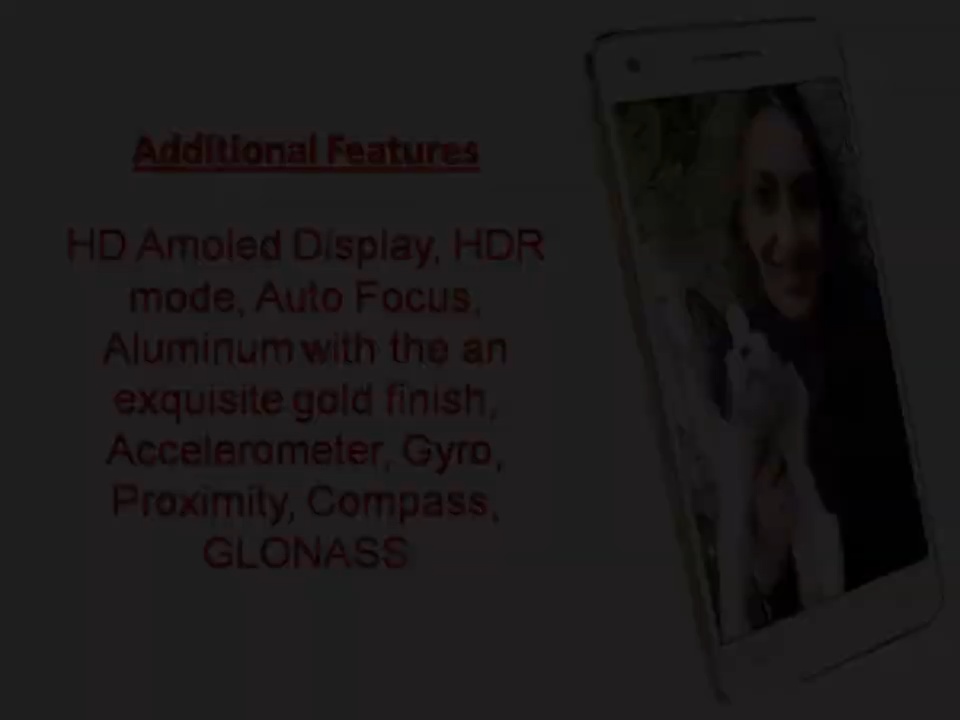 Additional Features
HD Amoled Display, HDR
mode, Auto Focus,
Aluminum with the an
exquisite gold finish,
Accelerometer, Gyro,
Proximity, Compass,
GLONASS